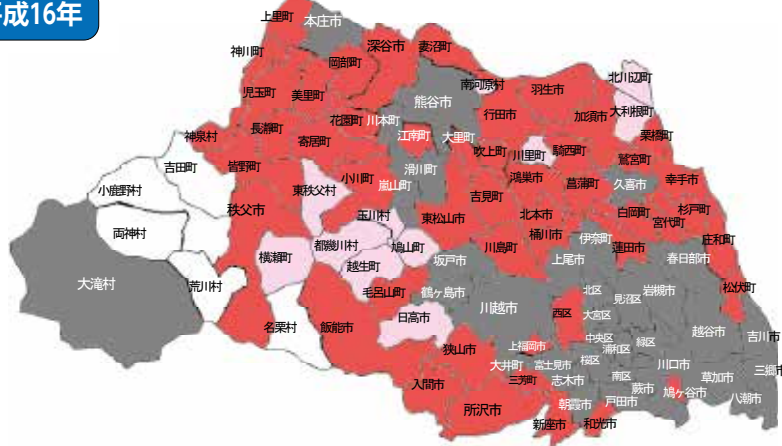 平成16年
上里町
本庄市
深谷市
妻沼町
神川町
岡部町
南河原村
羽生市
北川辺町
児玉町
美里町
熊谷市
行田市
加須市
大利根町
長瀞町
花園町
川本町
江南町
大里町
栗橋町
神泉村
寄居町
吹上町
川里町
騎西町
鷲宮町
吉田町
皆野町
小川町
嵐山町
滑川町
鴻巣市
菖蒲町
久喜市
幸手市
小鹿野村
東秩父村
吉見町
秩父市
玉川村
東松山市
北本市
白岡町
杉戸町
宮代町
両神村
都幾川村
鳩山町
川島町
桶川市
伊奈町
蓮田市
庄和町
横瀬町
越生町
坂戸市
上尾市
春日部市
大滝村
荒川村
毛呂山町
鶴ヶ島市
川越市
北区
見沼区
岩槻市
松伏町
名栗村
飯能市
日高市
西区
大宮区
越谷市
吉川市
狭山市
上福岡市
中央区
浦和区
緑区
大井町
富士見市
桜区
川口市
三郷市
入間市
三芳町
志木市
南区
蕨市
鳩ヶ谷市
草加市
所沢市
朝霞市
戸田市
八潮市
新座市
和光市